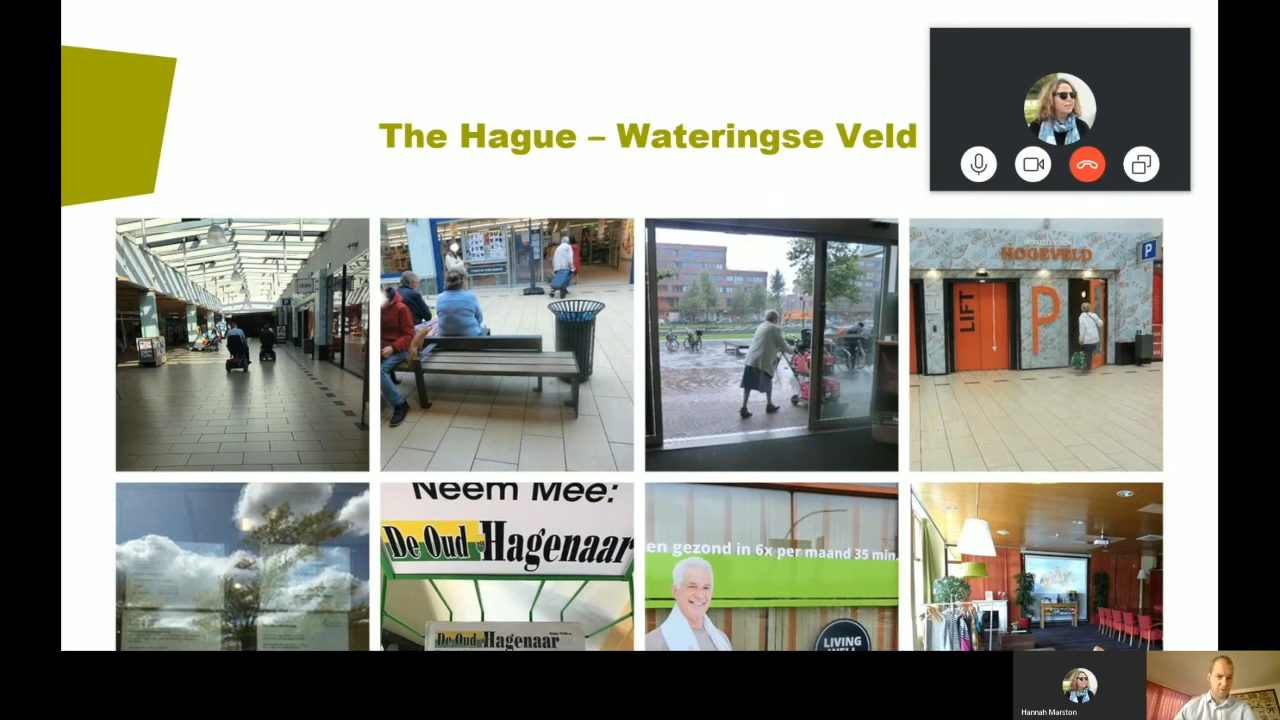 The Hague – Wateringse Veld
HOGEVELD
P
LIFT
P
Neem Mee:
De Oud Hagenaar
De Oud Hagenaar
en gezond in 6x per maand 35 min.
LIVING
WELL
Hannah Marston